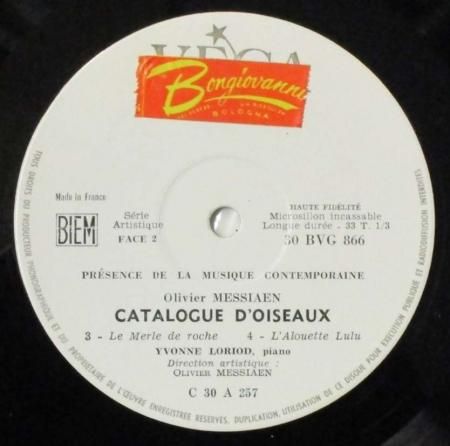 VEGA
Bongiovanni
BOLOGNA
Made in France
BIEM
Série
Artistique
FACE 2
HAUTE FIDÉLITÉ
Microsillon incassable
Longue durée - 33 T. 1/3
30 BVG 866
PRÉSENCE DE LA MUSIQUE CONTEMPORAINE
Olivier MESSIAEN
CATALOGUE D'OISEAUX
3 - Le Merle de roche 4 - L'Alouette Lulu
YVONNE LORIOD, piano
Direction artistique :
OLIVIER MESSIAEN
C 30 A 257
TOUS DROITS DU PRODUCTEUR PHONOGRAPHIQUE ET DU PROPRIÉTAIRE DE L'ŒUVRE ENREGISTRÉE RÉSERVÉS. DUPLICATION, UTILISATION DE CE DISQUE POUR EXÉCUTION PUBLIQUE ET RADIODIFFUSION INTERDITES